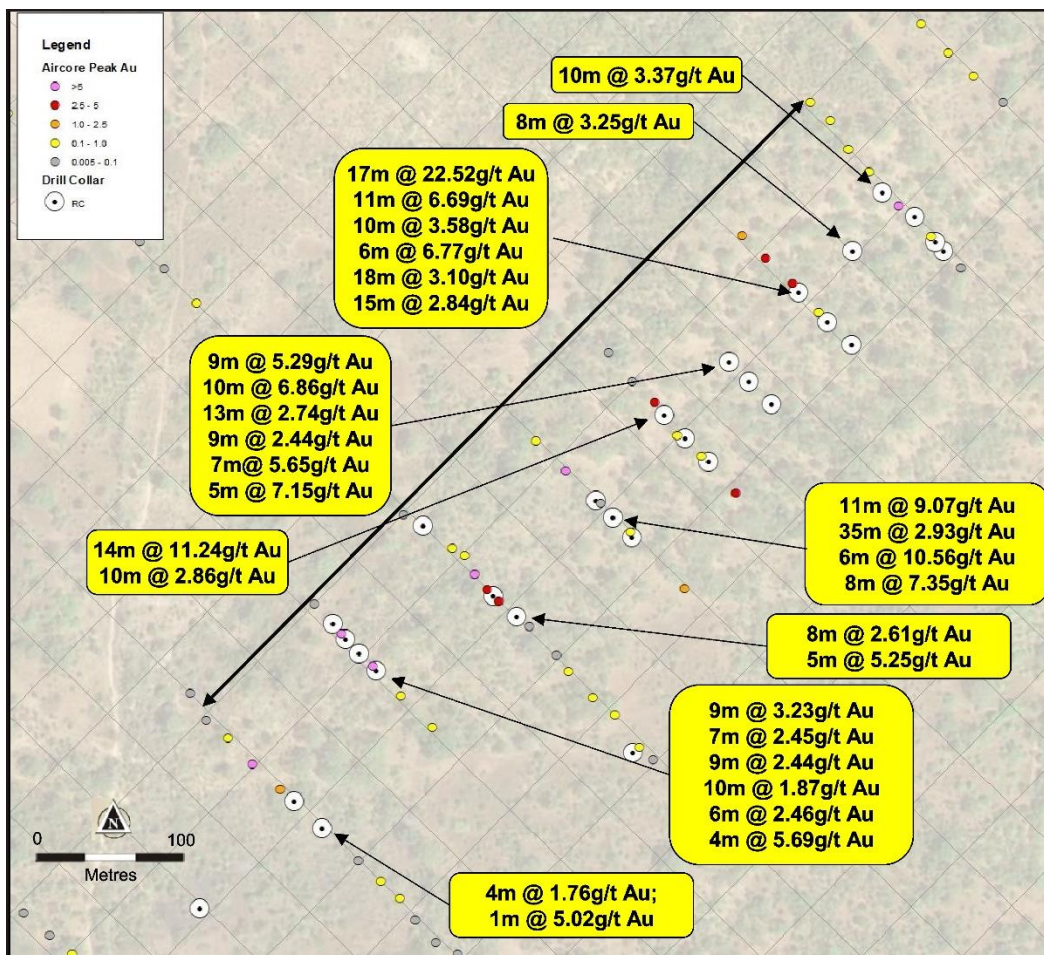 Legend
Aircore Peak Au
>5
2.5 - 5
1.0 - 2.5
0.1 - 1.0
0.005 - 0.1
Drill Collar
RC
10m @ 3.37g/t Au
8m @ 3.25g/t Au
17m @ 22.52g/t Au
11m @ 6.69g/t Au
10m @ 3.58g/t Au
6m @ 6.77g/t Au
18m @ 3.10g/t Au
15m @ 2.84g/t Au
9m @ 5.29g/t Au
10m @ 6.86g/t Au
13m @ 2.74g/t Au
9m @ 2.44g/t Au
7m@ 5.65g/t Au
5m @ 7.15g/t Au
14m @ 11.24g/t Au
10m @ 2.86g/t Au
11m @ 9.07g/t Au
35m @ 2.93g/t Au
6m @ 10.56g/t Au
8m @ 7.35g/t Au
8m @ 2.61g/t Au
5m @ 5.25g/t Au
9m @ 3.23g/t Au
7m @ 2.45g/t Au
9m @ 2.44g/t Au
10m @ 1.87g/t Au
6m @ 2.46g/t Au
4m @ 5.69g/t Au
4m @ 1.76g/t Au;
1m @ 5.02g/t Au
N
0 100
Metres